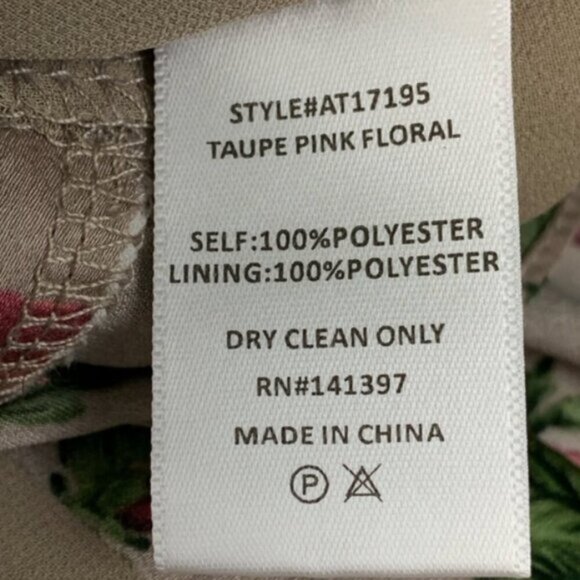 STYLE#AT17195
TAUPE PINK FLORAL
SELF:100%POLYESTER
LINING:100%POLYESTER
DRY CLEAN ONLY
RN#141397
MADE IN CHINA
P